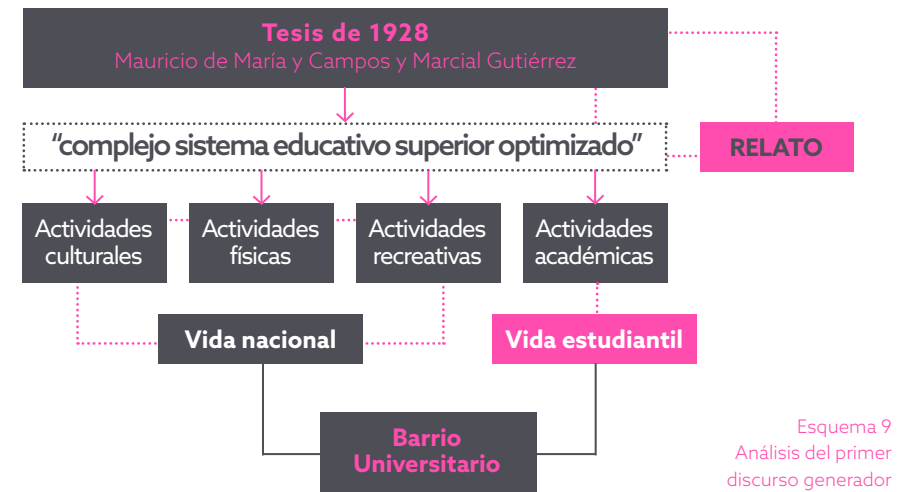 Tesis de 1928
Mauricio de María y Campos y Marcial Gutiérrez
“complejo sistema educativo superior optimizado”
RELATO
Actividades
culturales
Actividades
físicas
Actividades
recreativas
Actividades
académicas
Vida nacional
Vida estudiantil
Barrio
Universitario
Esquema 9
Análisis del primer
discurso generador